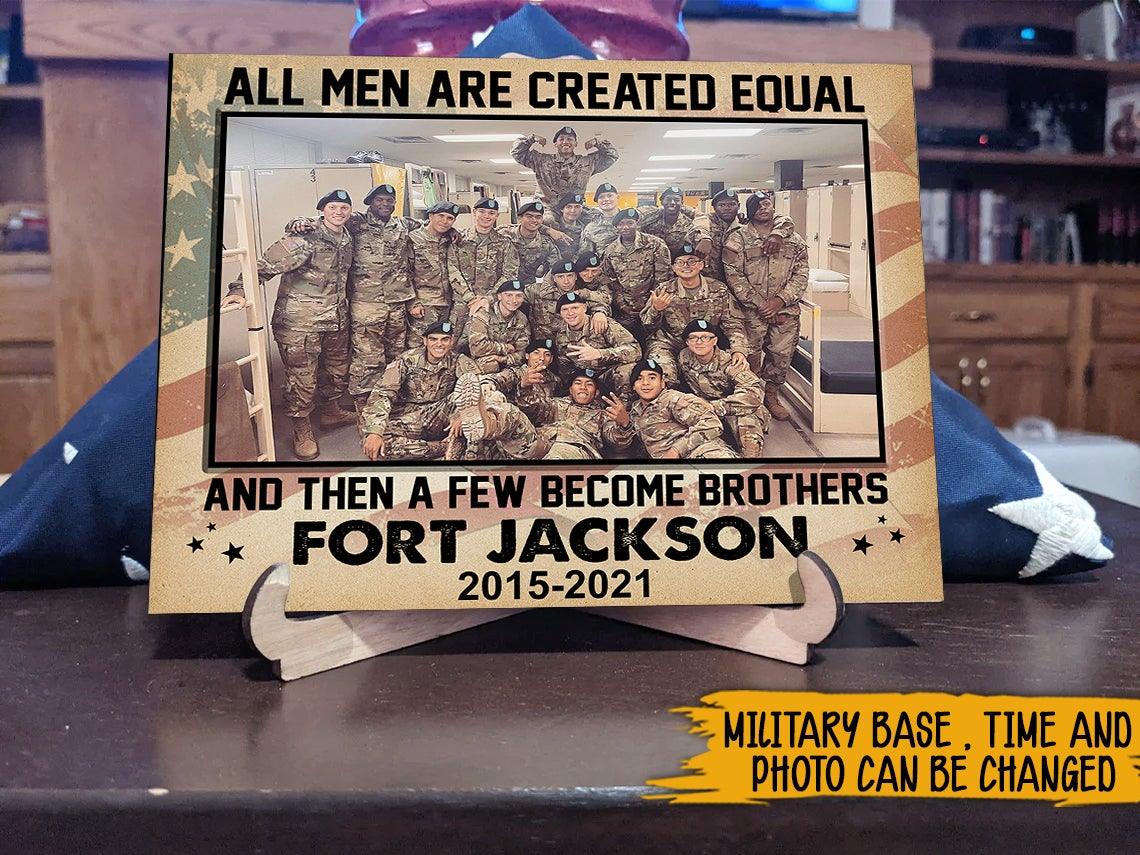 ALL MEN ARE CREATED EQUAL
AND THEN A FEW BECOME BROTHERS
FORT JACKSON
2015-2021
MILITARY BASE , TIME AND
PHOTO CAN BE CHANGED